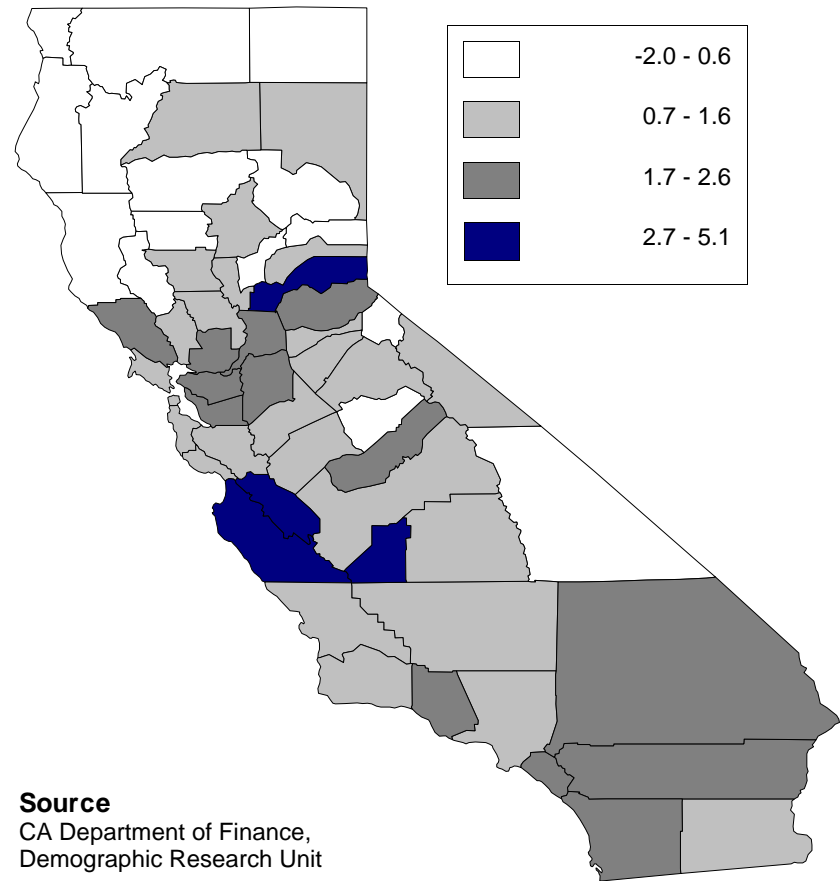 -2.0 - 0.6
0.7 - 1.6
1.7 - 2.6
2.7 - 5.1
Source
CA Department of Finance,
Demographic Research Unit